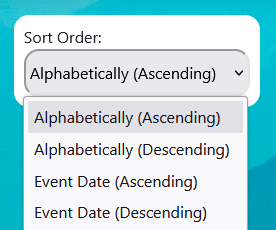 Sort Order:
Alphabetically (Ascending)
Alphabetically (Ascending)
Alphabetically (Descending)
Event Date (Ascending)
Event Date (Descending)